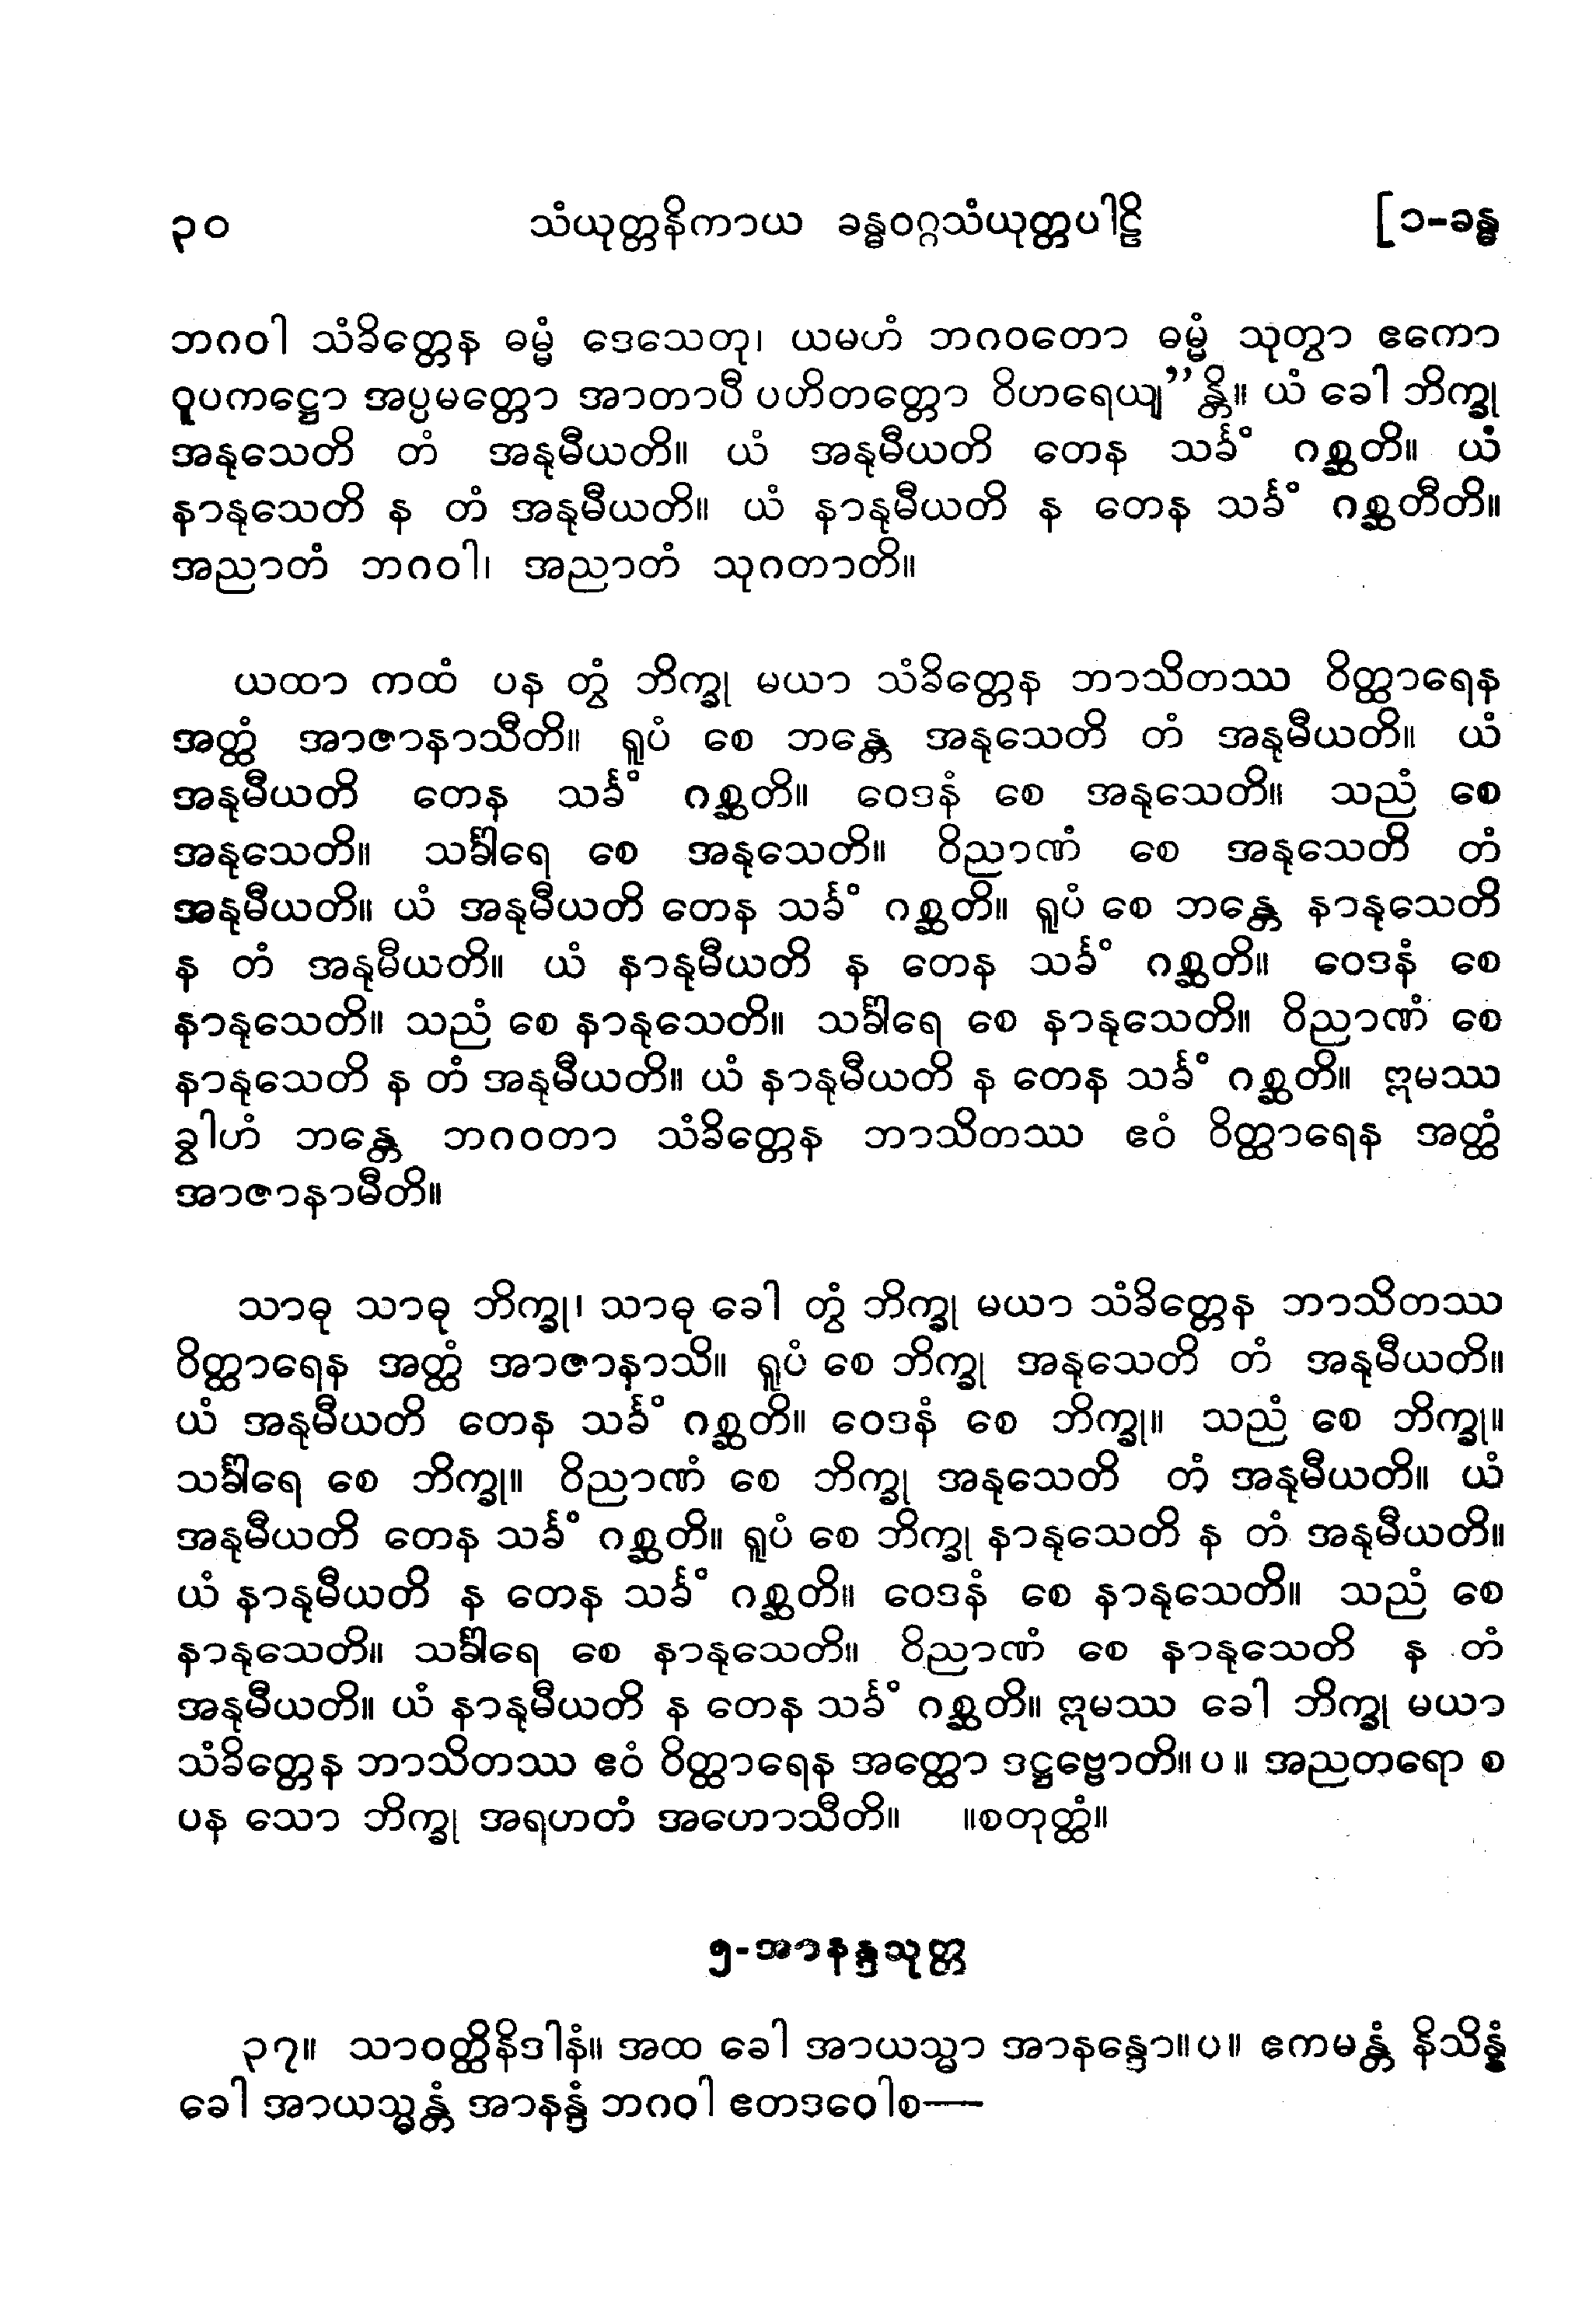 ၃၀ သံယုတ္တနိကာယ ခန္ဓဝဂ္ဂသံယုတ္တပါဠိ [၁-ခန္ဓ
ဘဂဝါ သံခိတ္တေန ဓမ္မံ ဒေသေတု၊ ယမဟံ ဘဂဝတော ဓမ္မံ သုတွာ ဧကော
ဝူပကဋ္ဌော အပ္ပမတ္တော အာတာပီ ပဟိတတ္တော ဝိဟရေယျ”န္တိ။ ယံ ခေါ ဘိက္ခု
အနုသေတိ တံ အနုမီယတိ။ ယံ အနုမီယတိ တေန သင်္ခံ ဂစ္ဆတိ။ ယံ
နာနုသေတိ န တံ အနုမီယတိ။ ယံ နာနုမီယတိ န တေန သင်္ခံ ဂစ္ဆတီတိ။
အညာတံ ဘဂဝါ၊ အညာတံ သုဂတာတိ။
ယထာ ကထံ ပန တွံ ဘိက္ခု မယာ သံခိတ္တေန ဘာသိတဿ ဝိတ္ထာရေန
အတ္ထံ အာဇာနာသီတိ။ ရူပံ စေ ဘန္တေ အနုသေတိ တံ အနုမီယတိ။ ယံ
အနုမီယတိ တေန သင်္ခံ ဂစ္ဆတိ။ ဝေဒနံ စေ အနုသေတိ။ သညံ စေ
အနုသေတိ။ သင်္ခါရေ စေ အနုသေတိ။ ဝိညာဏံ စေ အနုသေတိ တံ
အနုမီယတိ။ ယံ အနုမီယတိ တေန သင်္ခံ ဂစ္ဆတိ။ ရူပံ စေ ဘန္တေ နာနုသေတိ
န တံ အနုမီယတိ။ ယံ နာနုမီယတိ န တေန သင်္ခံ ဂစ္ဆတိ။ ဝေဒနံ စေ
နာနုသေတိ။ သညံ စေ နာနုသေတိ။ သင်္ခါရေ စေ နာနုသေတိ။ ဝိညာဏံ စေ
နာနုသေတိ န တံ အနုမီယတိ။ ယံ နာနုမီယတိ န တေန သင်္ခံ ဂစ္ဆတိ။ ဣမဿ
ခွါဟံ ဘန္တေ ဘဂဝတာ သံခိတ္တေန ဘာသိတဿ ဧဝံ ဝိတ္ထာရေန အတ္ထံ
အာဇာနာမီတိ။
သာဓု သာဓု ဘိက္ခု၊ သာဓု ခေါ တွံ ဘိက္ခု မယာ သံခိတ္တေန ဘာသိတဿ
ဝိတ္ထာရေန အတ္ထံ အာဇာနာသိ။ ရူပံ စေ ဘိက္ခု အနုသေတိ တံ အနုမီယတိ။
ယံ အနုမီယတိ တေန သင်္ခံ ဂစ္ဆတိ။ ဝေဒနံ စေ ဘိက္ခု။ သညံ စေ ဘိက္ခု။
သင်္ခါရေ စေ ဘိက္ခု။ ဝိညာဏံ စေ ဘိက္ခု အနုသေတိ တံ အနုမီယတိ။ ယံ
အနုမီယတိ တေန သင်္ခံ ဂစ္ဆတိ။ ရူပံ စေ ဘိက္ခု နာနုသေတိ န တံ အနုမီယတိ။
ယံ နာနုမီယတိ န တေန သင်္ခံ ဂစ္ဆတိ။ ဝေဒနံ စေ နာနုသေတိ။ သညံ စေ
နာနုသေတိ။ သင်္ခါရေ စေ နာနုသေတိ။ ဝိညာဏံ စေ နာနုသေတိ န တံ
အနုမီယတိ။ ယံ နာနုမီယတိ န တေန သင်္ခံ ဂစ္ဆတိ။ ဣမဿ ခေါ ဘိက္ခု မယာ
သံခိတ္တေန ဘာသိတဿ ဧဝံ ဝိတ္ထာရေန အတ္ထော ဒဋ္ဌဗ္ဗောတိ။ပ။ အညတရော စ
ပန သော ဘိက္ခု အရဟတံ အဟောသီတိ။ ။စတုတ္ထံ။
၅-အာနန္ဒသုတ္တ
၃၇။ သာဝတ္ထိနိဒါနံ။ အထ ခေါ အာယသ္မာ အာနန္ဒော။ပ။ ဧကမန္တံ နိသိန္နံ
ခေါ အာယသ္မန္တံ အာနန္ဒံ ဘဂဝါ ဧတဒဝေါစ—